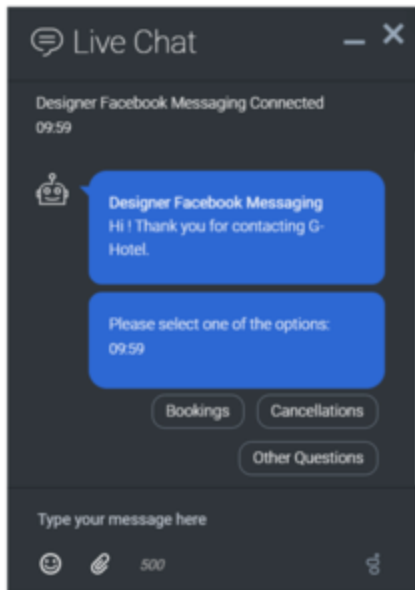 Live Chat
Designer Facebook Messaging Connected
09:59
Designer Facebook Messaging
Hi ! Thank you for contacting G-
Hotel.
Please select one of the options:
09:59
Bookings
Cancellations
Other Questions
Type your message here
500